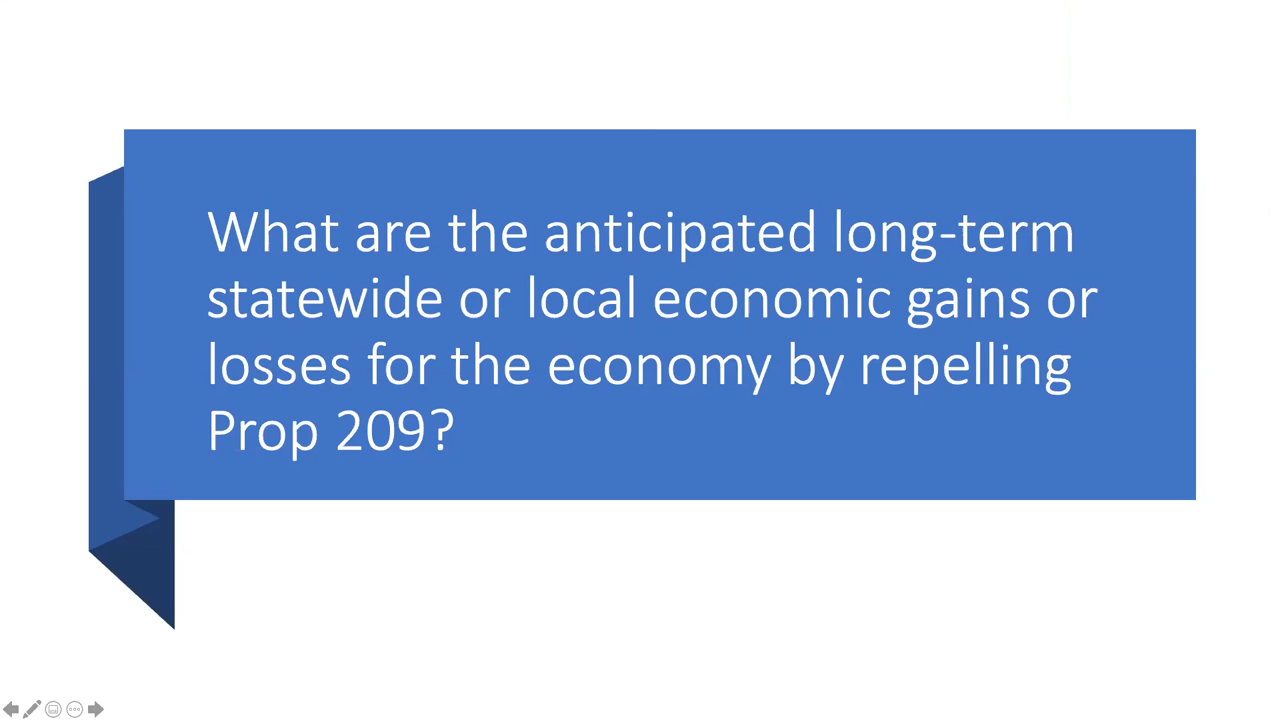 What are the anticipated long-term
statewide or local economic gains or
losses for the economy by repelling
Prop 209?